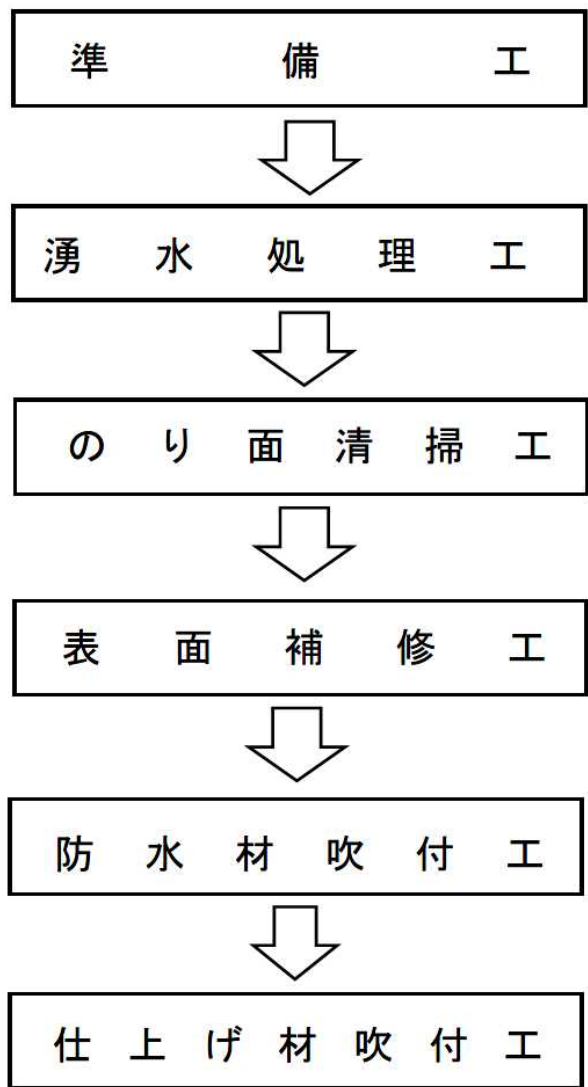 準備工
湧水処理工
のり面清掃工
表面補修工
防水材吹付工
仕上げ材吹付工